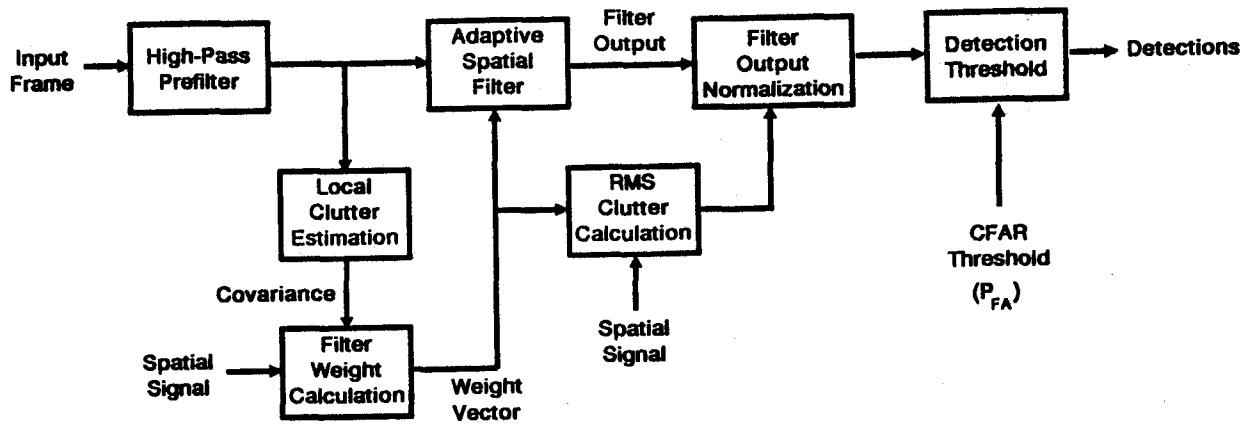 Input
Frame
High-Pass
Prefilter
Adaptive
Spatial
Filter
Filter
Output
Filter
Output
Normalization
Detection
Threshold
Detections
Local
Clutter
Estimation
RMS
Clutter
Calculation
CFAR
Threshold
(P_FA)
Covariance
Spatial
Signal
Filter
Weight
Calculation
Spatial
Signal
Weight
Vector